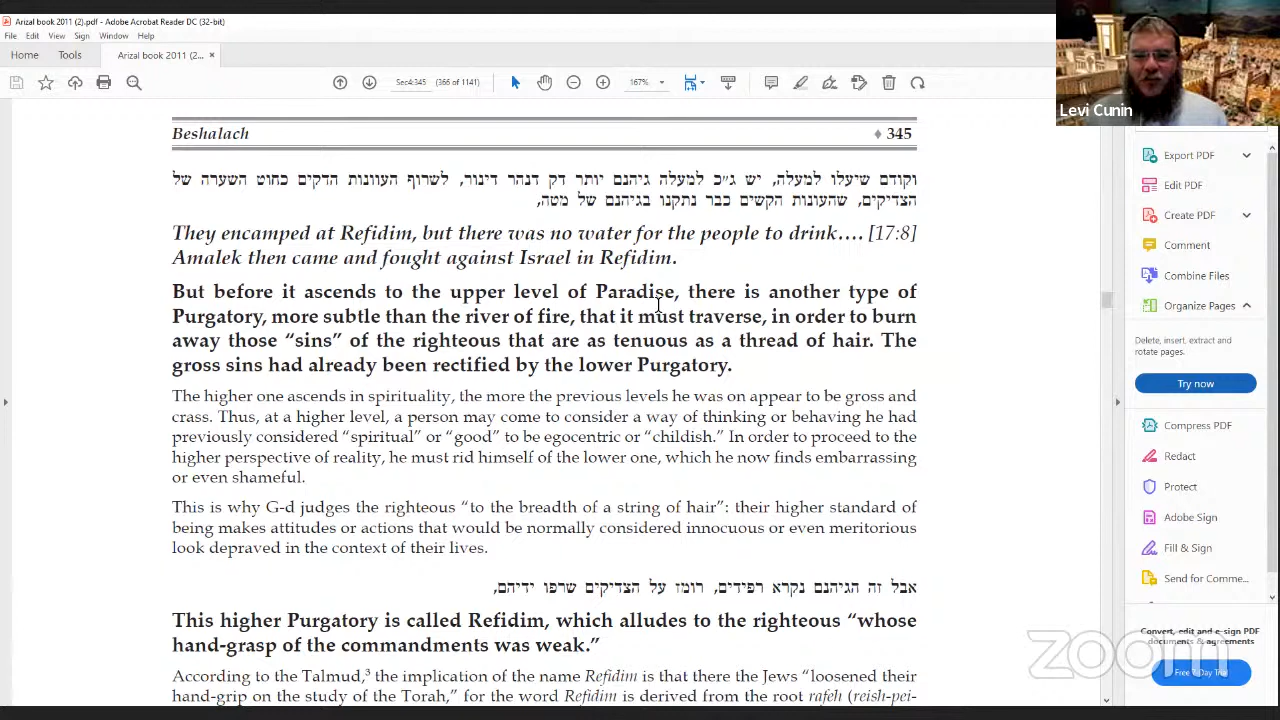 Arizal book 2011 (2).pdf - Adobe Acrobat Reader DC (32-bit)
File Edit View Sign Window Help
Home Tools Arizal book 2011 (2... ×
Sec4:345 (366 of 1141) 167%
Levi Cunin
Beshalach ♦ 345
וקודם שיעלו למעלה, יש ג״כ למעלה גיהנם יותר דק דנהר דינור, לשרוף העוונות הדקים כחוט השערה של
הצדיקים, שהעונות הקשים כבר נתקנו בגיהנם של מטה,
They encamped at Refidim, but there was no water for the people to drink…. [17:8]
Amalek then came and fought against Israel in Refidim.
But before it ascends to the upper level of Paradise, there is another type of
Purgatory, more subtle than the river of fire, that it must traverse, in order to burn
away those “sins” of the righteous that are as tenuous as a thread of hair. The
gross sins had already been rectified by the lower Purgatory.
The higher one ascends in spirituality, the more the previous levels he was on appear to be gross and
crass. Thus, at a higher level, a person may come to consider a way of thinking or behaving he had
previously considered “spiritual” or “good” to be egocentric or “childish.” In order to proceed to the
higher perspective of reality, he must rid himself of the lower one, which he now finds embarrassing
or even shameful.
This is why G-d judges the righteous “to the breadth of a string of hair”: their higher standard of
being makes attitudes or actions that would be normally considered innocuous or even meritorious
look depraved in the context of their lives.
אבל זה הגיהנם נקרא רפידים, רומז על הצדיקים שרפו ידיהם,
This higher Purgatory is called Refidim, which alludes to the righteous “whose
hand-grasp of the commandments was weak.”
According to the Talmud,³ the implication of the name Refidim is that there the Jews “loosened their
hand-grip on the study of the Torah,” for the word Refidim is derived from the root rafeh (reish-pei-
Export PDF
Edit PDF
Create PDF
Comment
Combine Files
Organize Pages
Delete, insert, extract and
rotate pages.
Try now
Compress PDF
Redact
Protect
Adobe Sign
Fill & Sign
Send for Comme...
Convert, edit and e-sign PDF
documents & agreements
Free 7-Day Trial
zoom